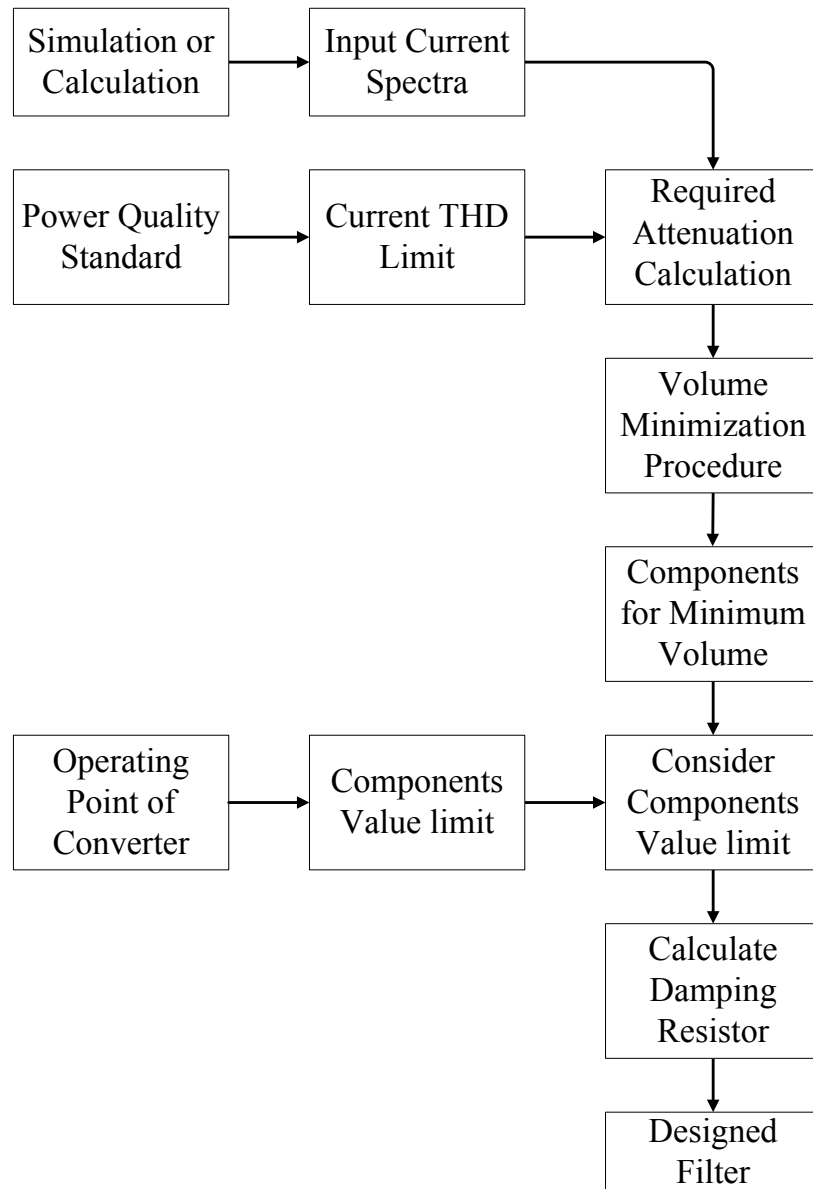 Simulation or
Calculation
Input Current
Spectra
Power Quality
Standard
Current THD
Limit
Required
Attenuation
Calculation
Volume
Minimization
Procedure
Components
for Minimum
Volume
Operating
Point of
Converter
Components
Value limit
Consider
Components
Value limit
Calculate
Damping
Resistor
Designed
Filter